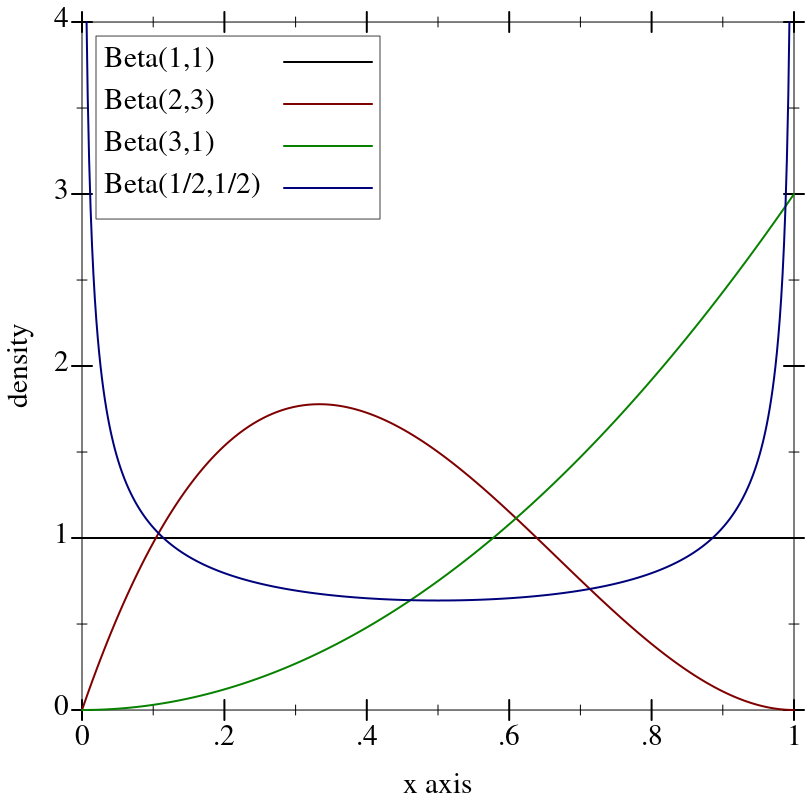 4
Beta(1,1)
Beta(2,3)
Beta(3,1)
Beta(1/2,1/2)
3
2
density
1
0
0 .2 .4 .6 .8 1
x axis